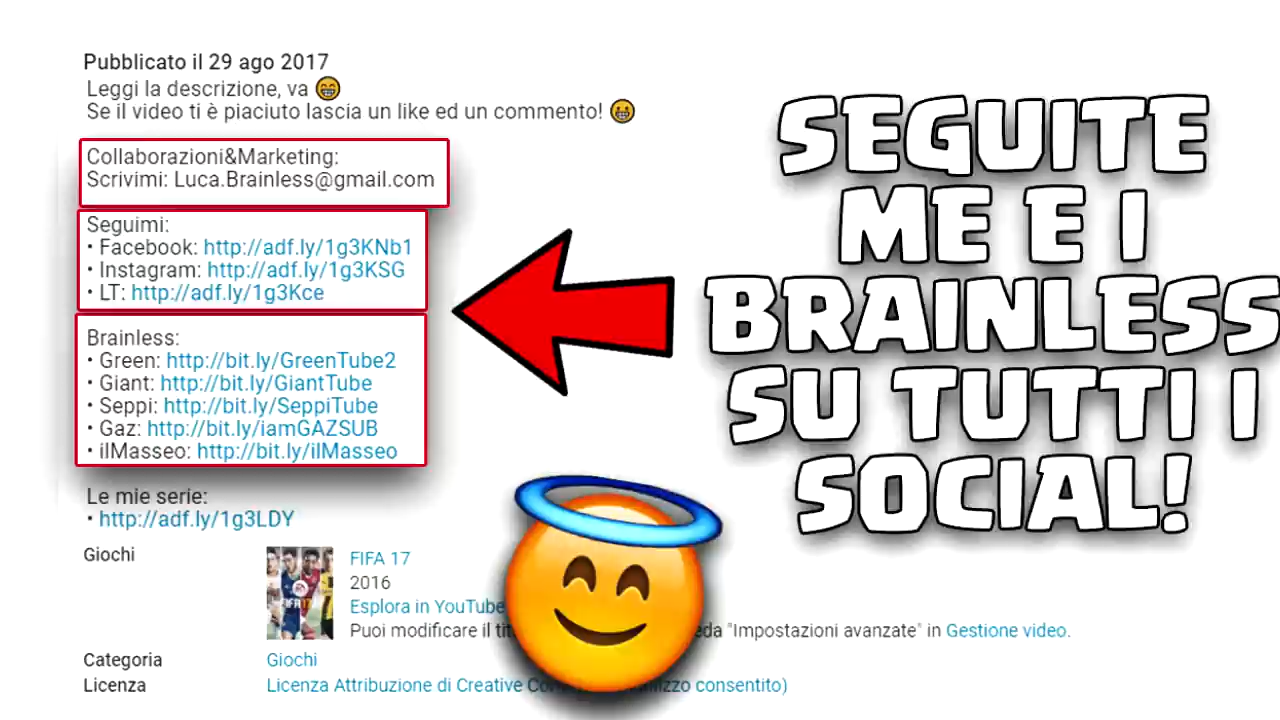 Pubblicato il 29 ago 2017
Leggi la descrizione, va 😁
Se il video ti è piaciuto lascia un like ed un commento! 😀
Collaborazioni&Marketing:
Scrivimi: Luca.Brainless@gmail.com
Seguimi:
• Facebook: http://adf.ly/1g3KNb1
• Instagram: http://adf.ly/1g3KSG
• LT: http://adf.ly/1g3Kce
Brainless:
• Green: http://bit.ly/GreenTube2
• Giant: http://bit.ly/GiantTube
• Seppi: http://bit.ly/SeppiTube
• Gaz: http://bit.ly/iamGAZSUB
• ilMasseo: http://bit.ly/ilMasseo
Le mie serie:
• http://adf.ly/1g3LDY
Giochi
FIFA 17
2016
Esplora in YouTube
Puoi modificare il "Impostazioni avanzate" in Gestione video.
Categoria
Giochi
Licenza
Licenza Attribuzione di Creative consentito)
SEGUITE
ME E I
BRAINLESS
SU TUTTI I
SOCIAL!